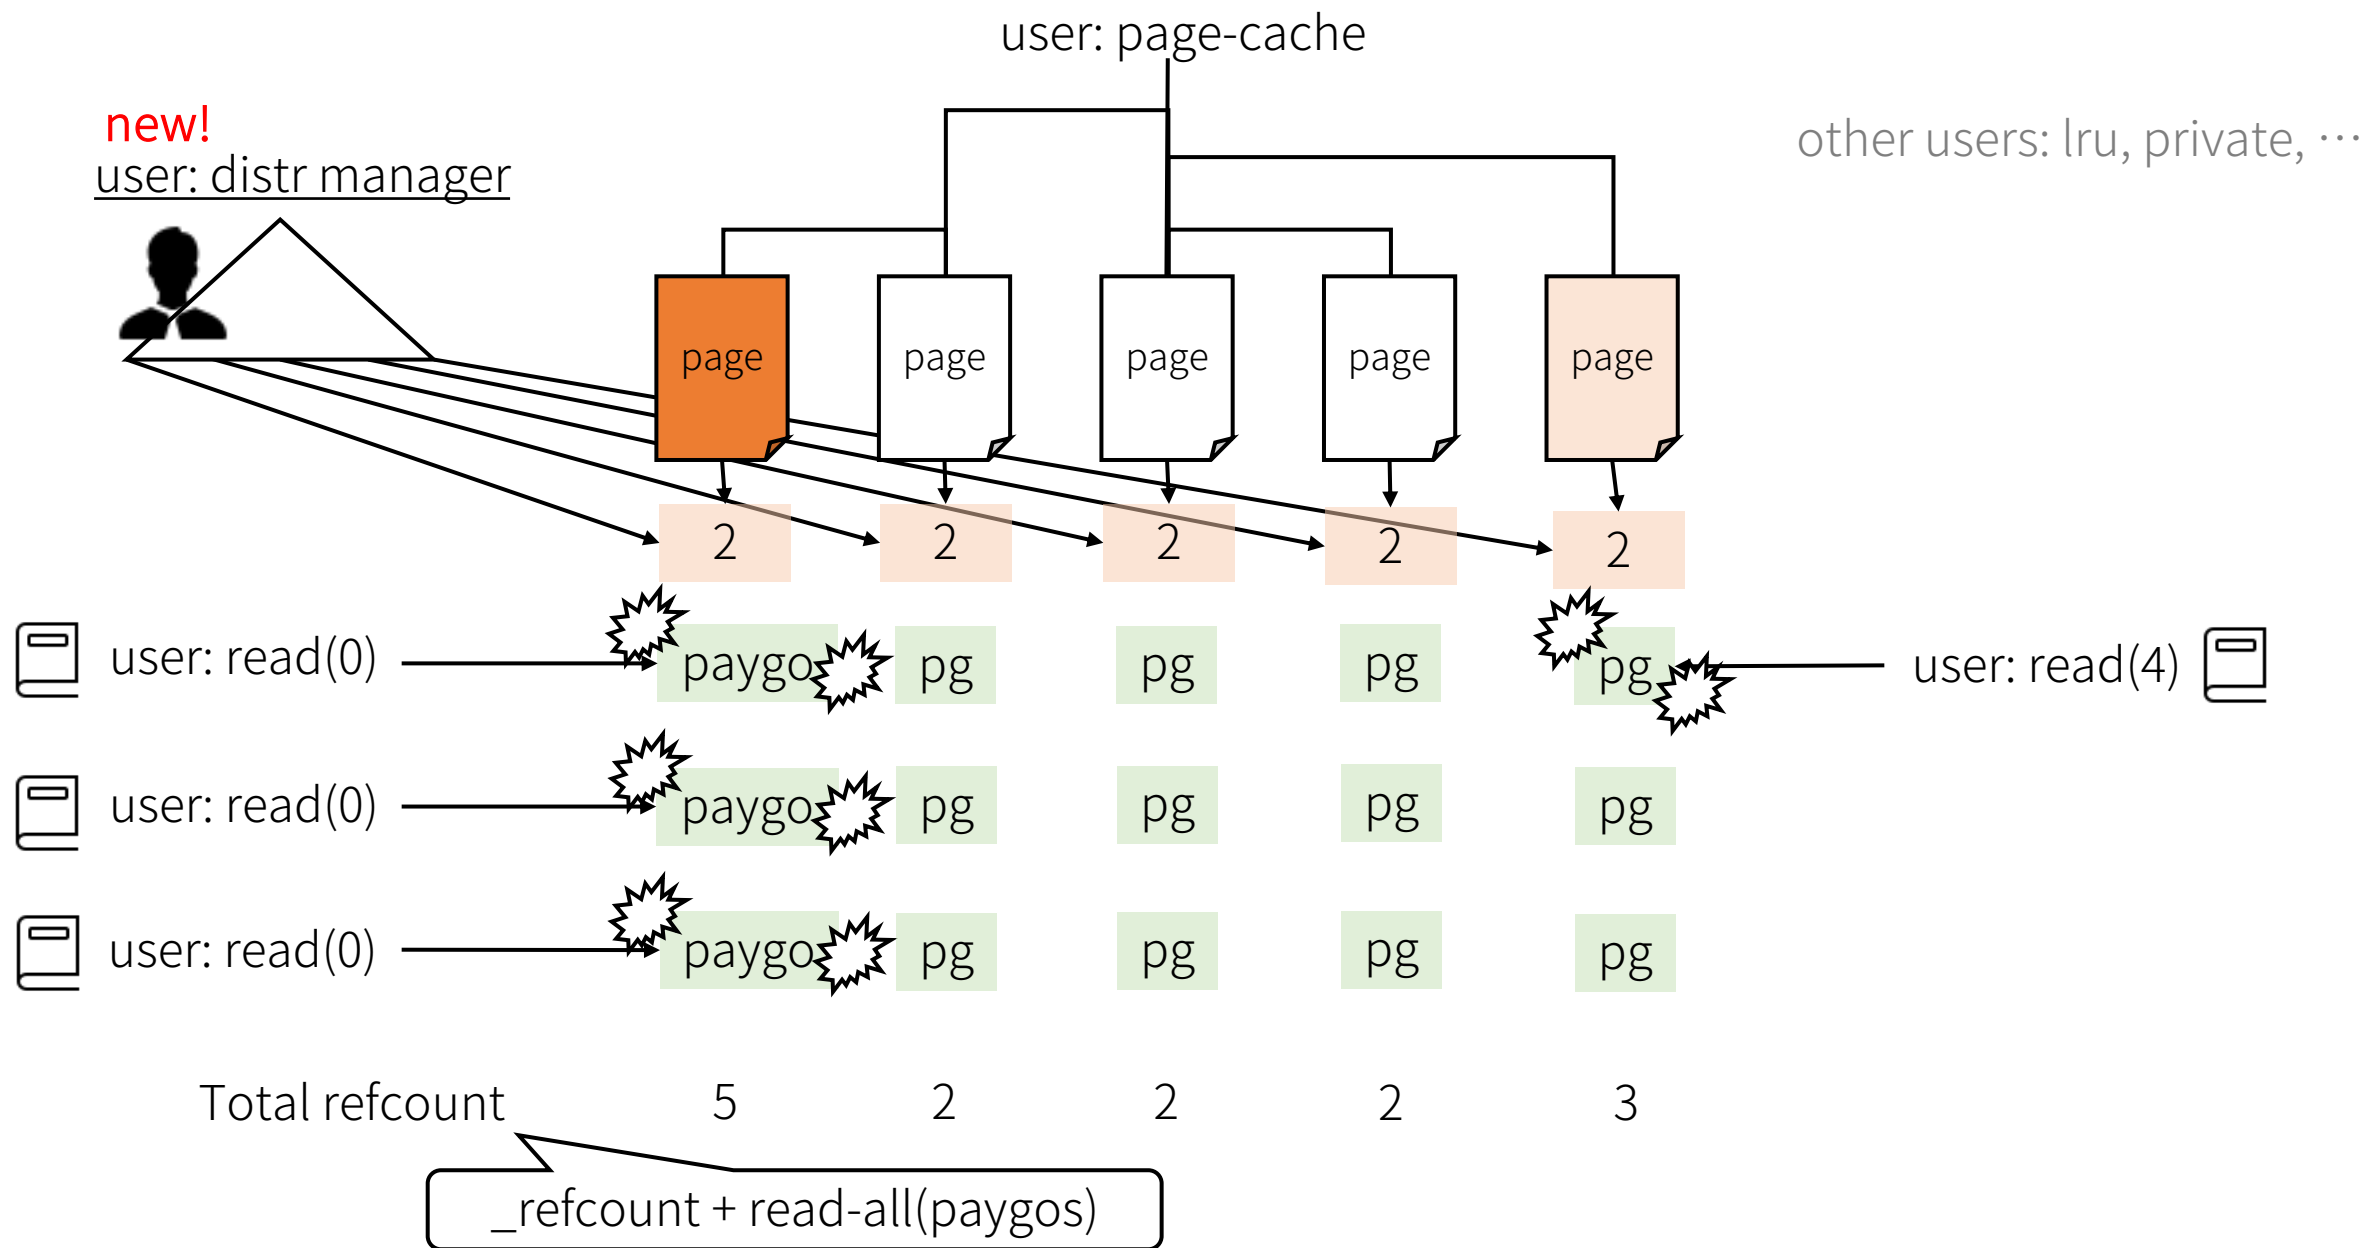 user: page-cache
new!
user: distr manager
other users: lru, private, …
page page page page page
2 2 2 2 2
user: read(0) paygo pg pg pg pg user: read(4)
user: read(0) paygo pg pg pg pg
user: read(0) paygo pg pg pg pg
Total refcount 5 2 2 2 3
_refcount + read-all(paygos)